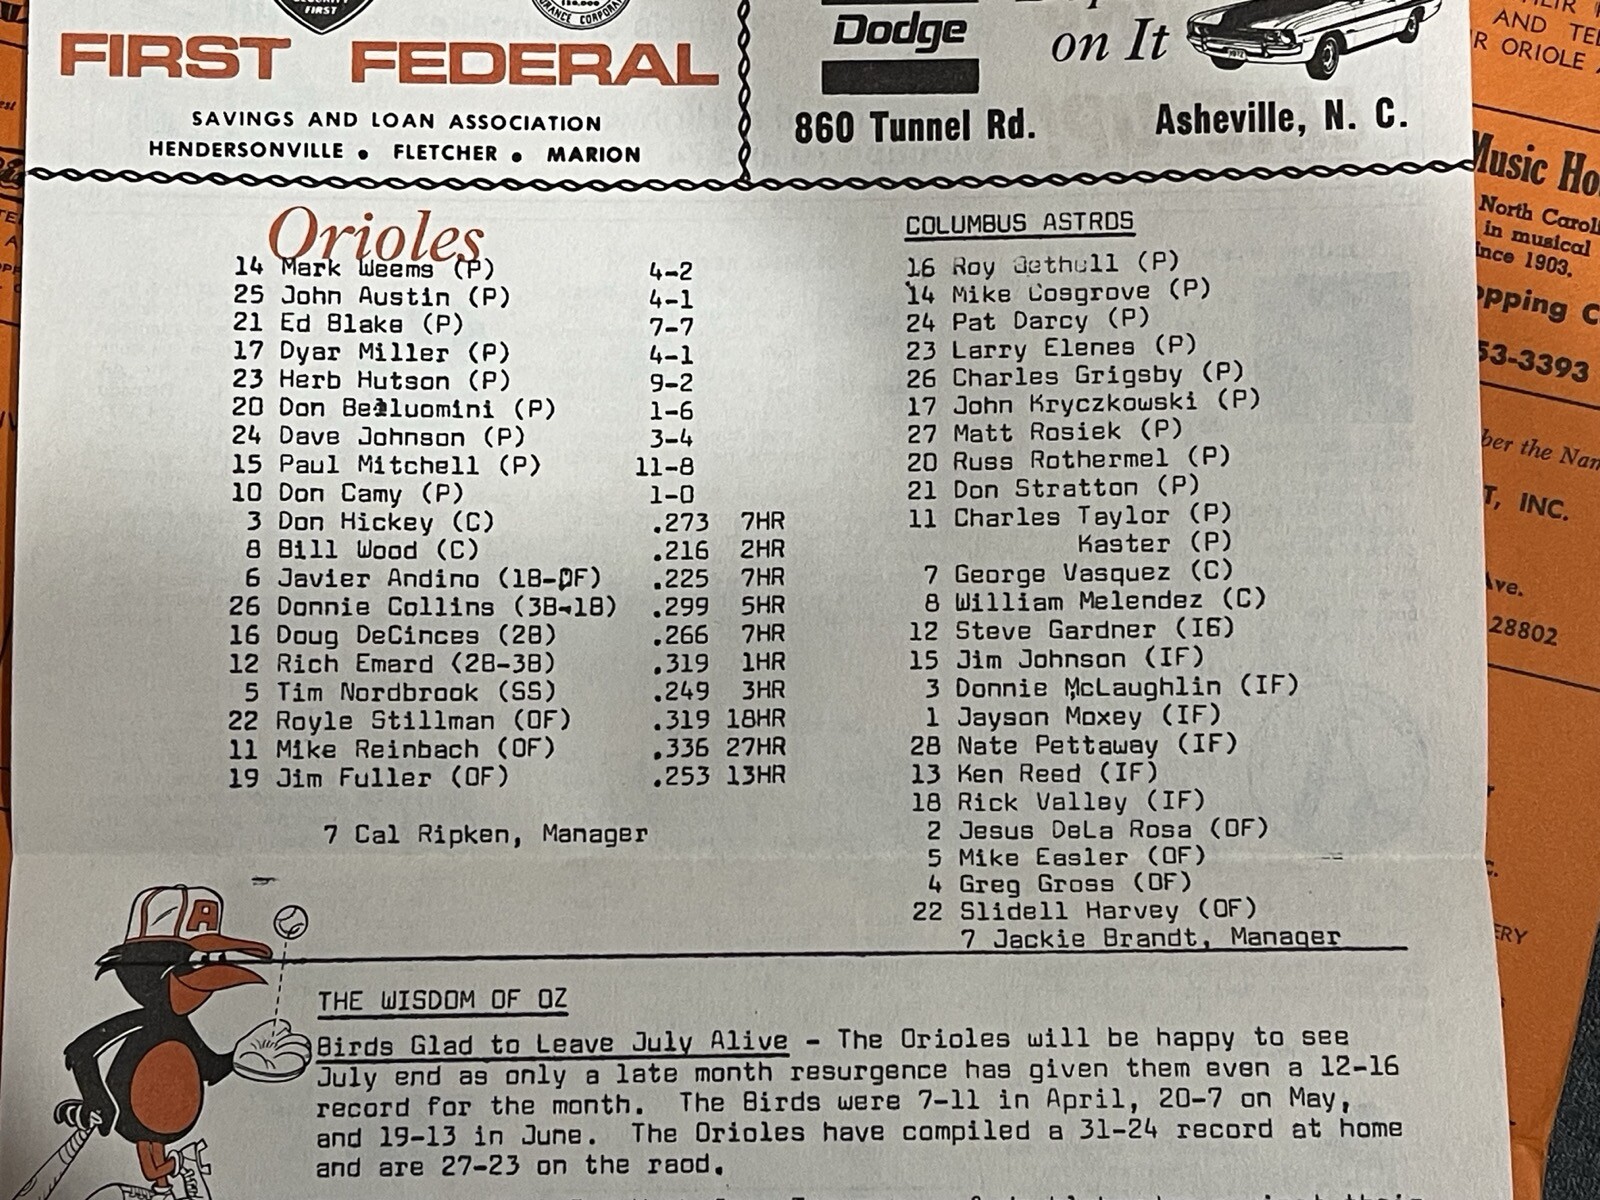 FIRST
FIRST FEDERAL
SAVINGS AND LOAN ASSOCIATION
HENDERSONVILLE • FLETCHER • MARION
Dodge
on It
860 Tunnel Rd. Asheville, N. C.
Orioles
14 Mark Weems (P) 4-2
25 John Austin (P) 4-1
21 Ed Blake (P) 7-7
17 Dyar Miller (P) 4-1
23 Herb Hutson (P) 9-2
20 Don Belluomini (P) 1-6
24 Dave Johnson (P) 3-4
15 Paul Mitchell (P) 11-8
10 Don Camy (P) 1-0
3 Don Hickey (C) .273 7HR
8 Bill Wood (C) .216 2HR
6 Javier Andino (1B-OF) .225 7HR
26 Donnie Collins (3B-1B) .299 5HR
16 Doug DeCinces (2B) .266 7HR
12 Rich Emard (2B-3B) .319 1HR
5 Tim Nordbrook (SS) .249 3HR
22 Royle Stillman (OF) .319 18HR
11 Mike Reinbach (OF) .336 27HR
19 Jim Fuller (OF) .253 13HR
7 Cal Ripken, Manager
COLUMBUS ASTROS
16 Roy (P)
14 Mike Cosgrove (P)
24 Pat Darcy (P)
23 Larry Elenes (P)
26 Charles Grigsby (P)
17 John Kryczkowski (P)
27 Matt Rosiek (P)
20 Russ Rothermel (P)
21 Don Stratton (P)
11 Charles Taylor (P)
Kaster (P)
7 George Vasquez (C)
8 William Melendez (C)
12 Steve Gardner (I6)
15 Jim Johnson (IF)
3 Donnie McLaughlin (IF)
1 Jayson Moxey (IF)
28 Nate Pettaway (IF)
13 Ken Reed (IF)
18 Rick Valley (IF)
2 Jesus DeLa Rosa (OF)
5 Mike Easler (OF)
4 Greg Gross (OF)
22 Slidell Harvey (OF)
7 Jackie Brandt, Manager
A
THE WISDOM OF OZ
Birds Glad to Leave July Alive - The Orioles will be happy to see
July end as only a late month resurgence has given them even a 12-16
record for the month. The Birds were 7-11 in April, 20-7 on May,
and 19-13 in June. The Orioles have compiled a 31-24 record at home
and are 27-23 on the raod.
AND
ORIOLE
Music
North
in musical
since 1903.
53-3393
the
INC.
Ave.
28802